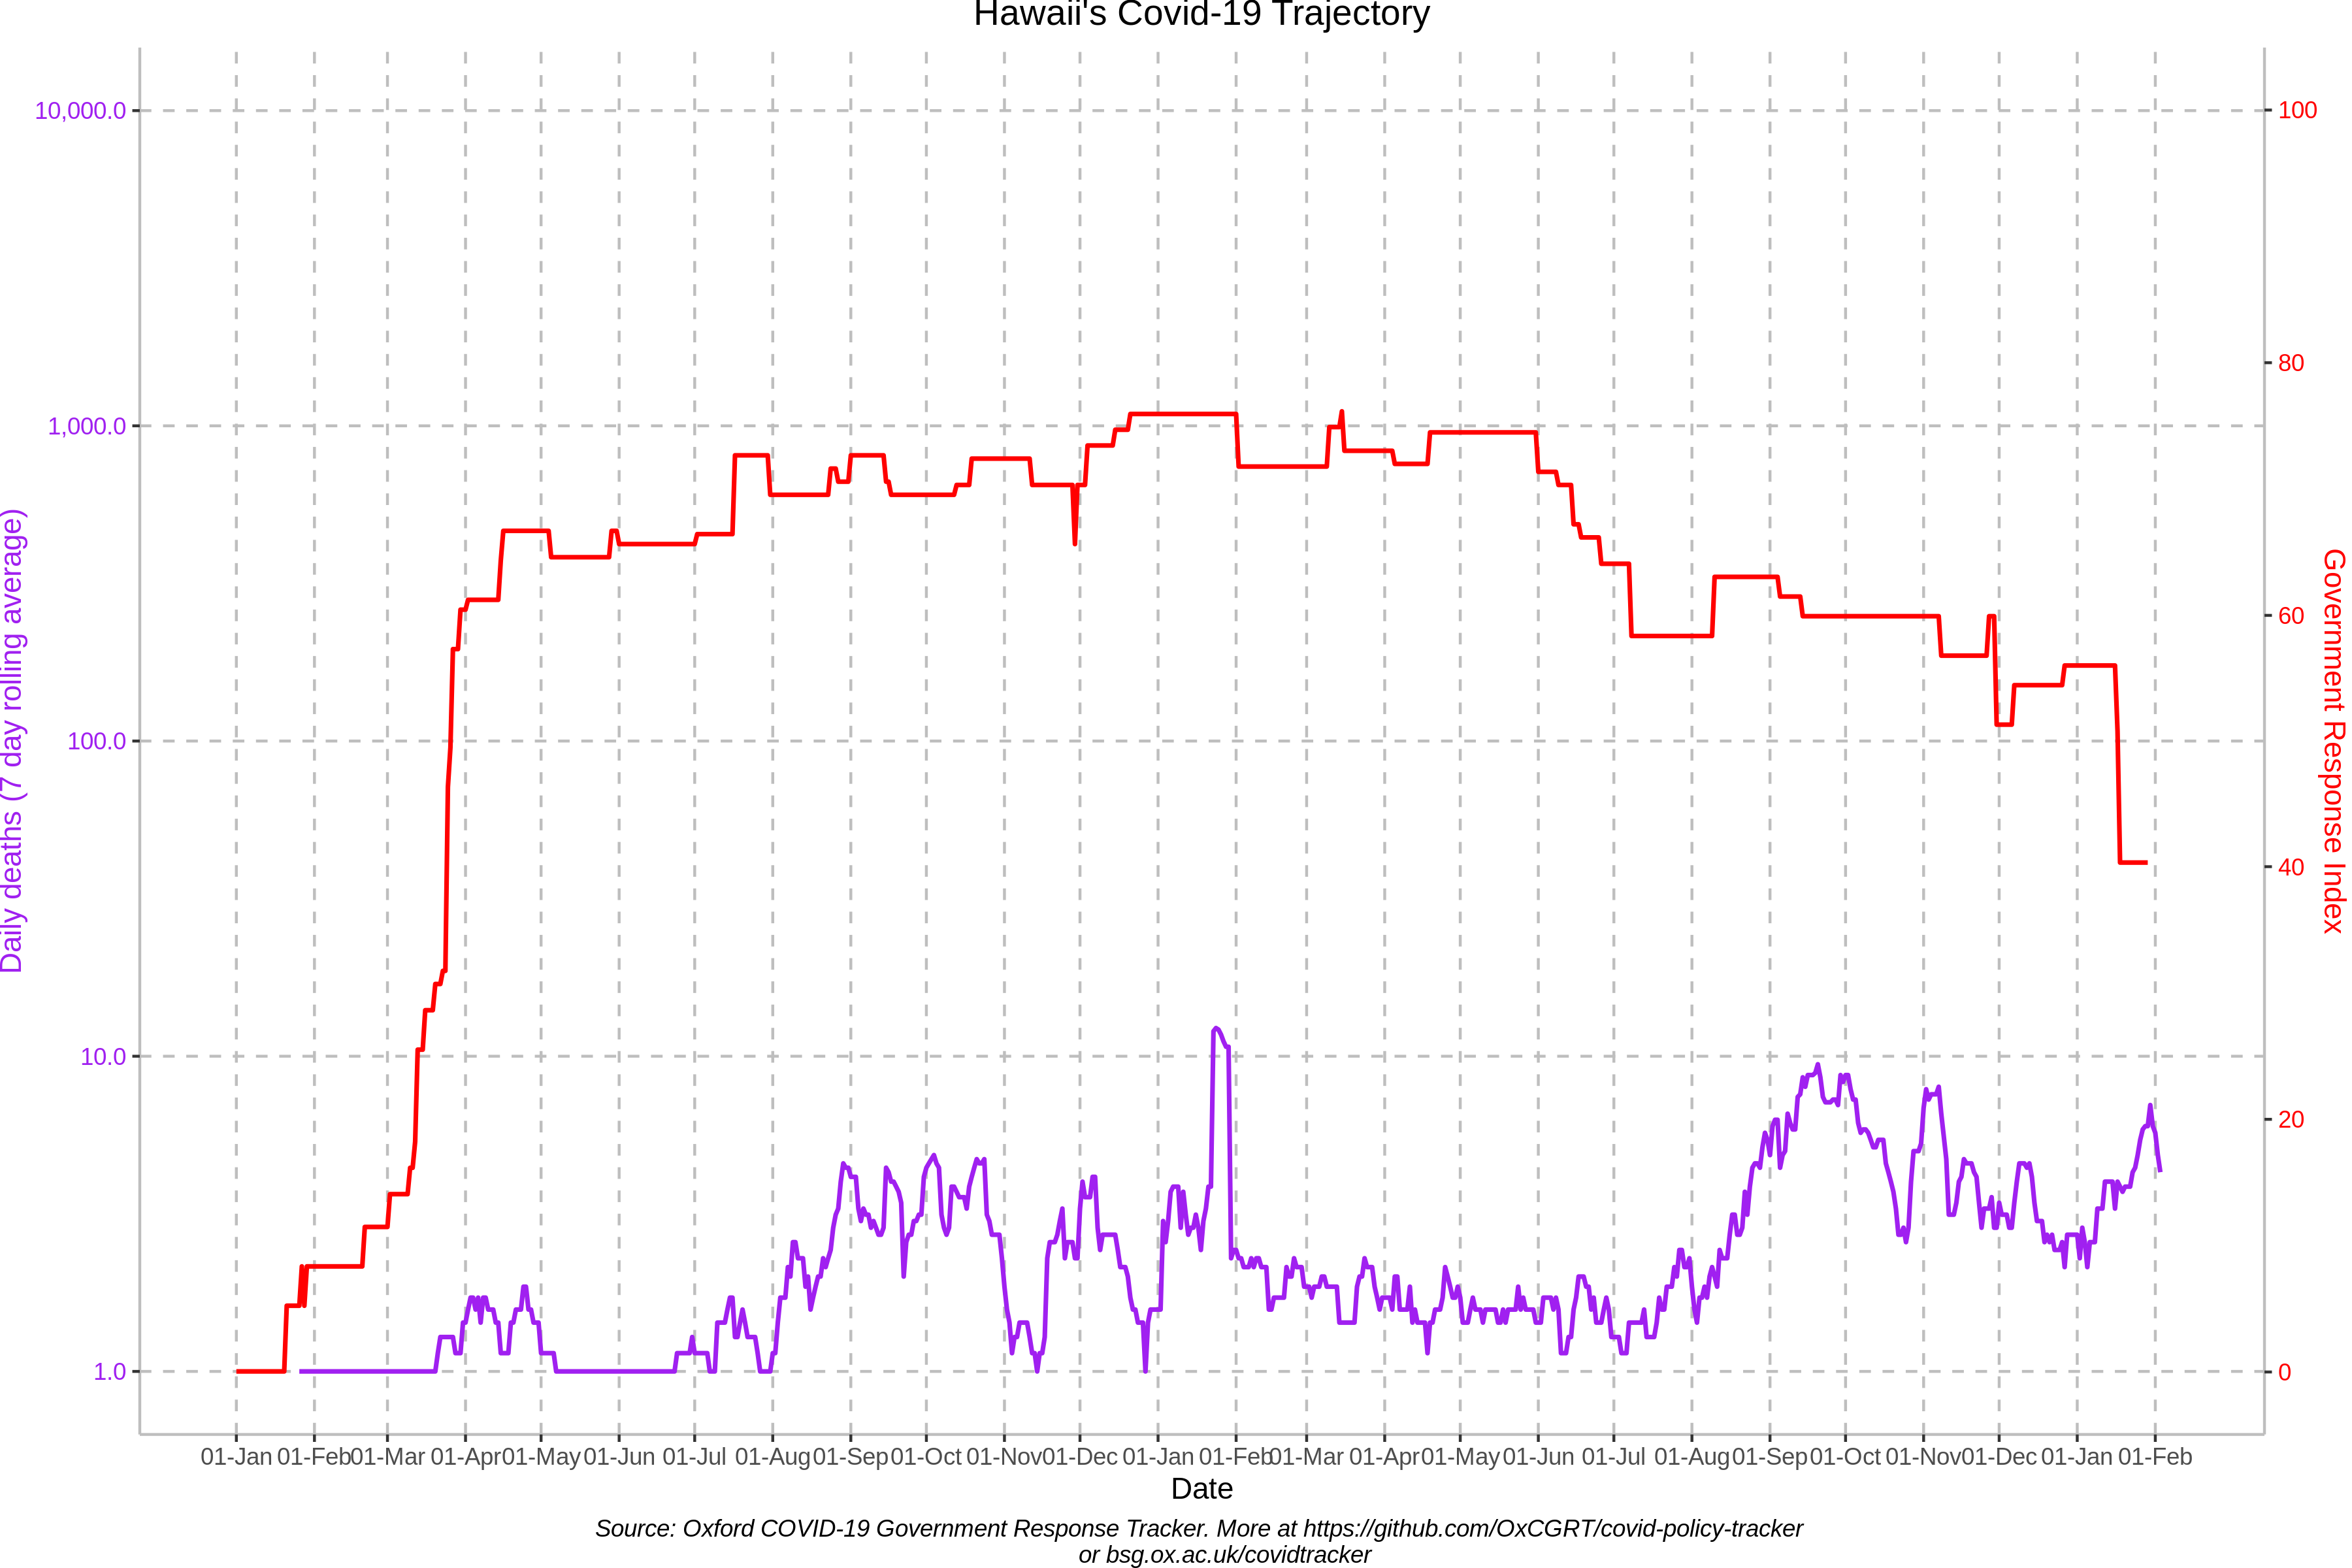 Hawaii's Covid-19 Trajectory
Daily deaths (7 day rolling average)
10,000.0
1,000.0
100.0
10.0
1.0
100
80
60
40
20
0
Government Response Index
01-Jan 01-Feb 01-Mar 01-Apr 01-May 01-Jun 01-Jul 01-Aug 01-Sep 01-Oct 01-Nov 01-Dec 01-Jan 01-Feb 01-Mar 01-Apr 01-May 01-Jun 01-Jul 01-Aug 01-Sep 01-Oct 01-Nov 01-Dec 01-Jan 01-Feb
Date
Source: Oxford COVID-19 Government Response Tracker. More at https://github.com/OxCGRT/covid-policy-tracker
or bsg.ox.ac.uk/covidtracker